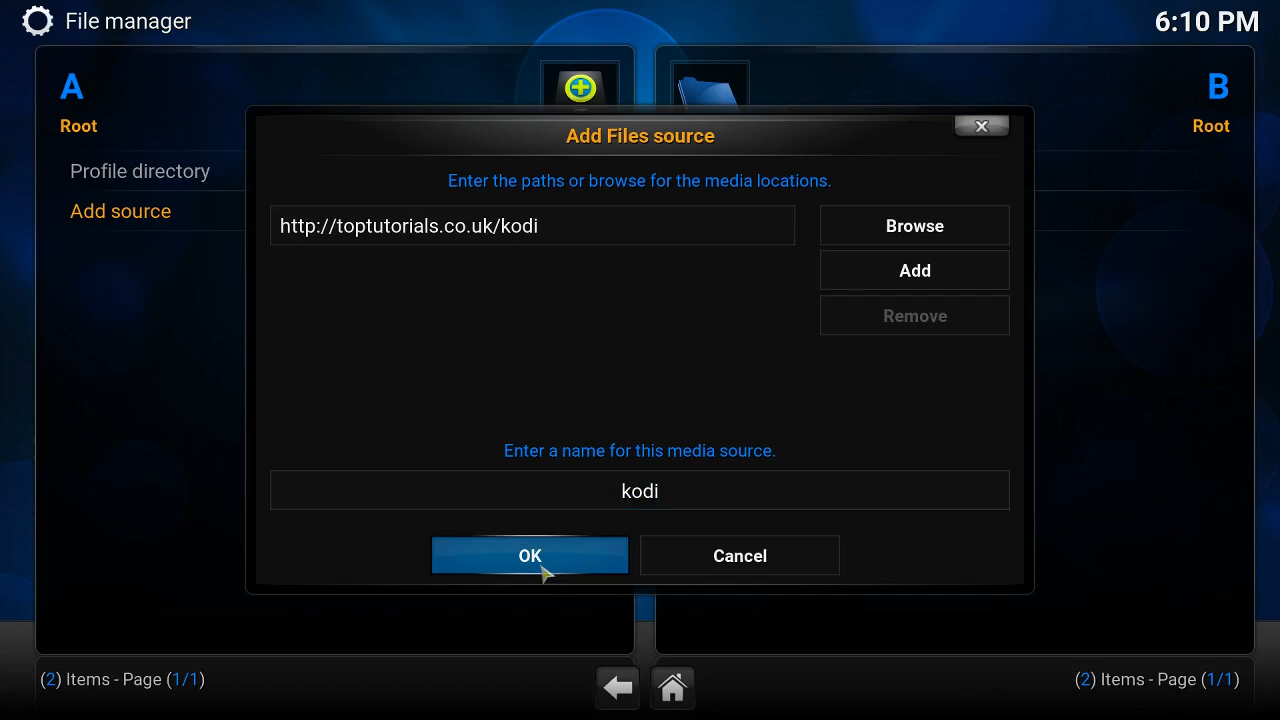 File manager
6:10 PM
A
B
Root
Root
Profile directory
Add source
Add Files source
Enter the paths or browse for the media locations.
http://toptutorials.co.uk/kodi
Browse
Add
Remove
Enter a name for this media source.
kodi
OK
Cancel
(2) Items - Page (1/1)
(2) Items - Page (1/1)